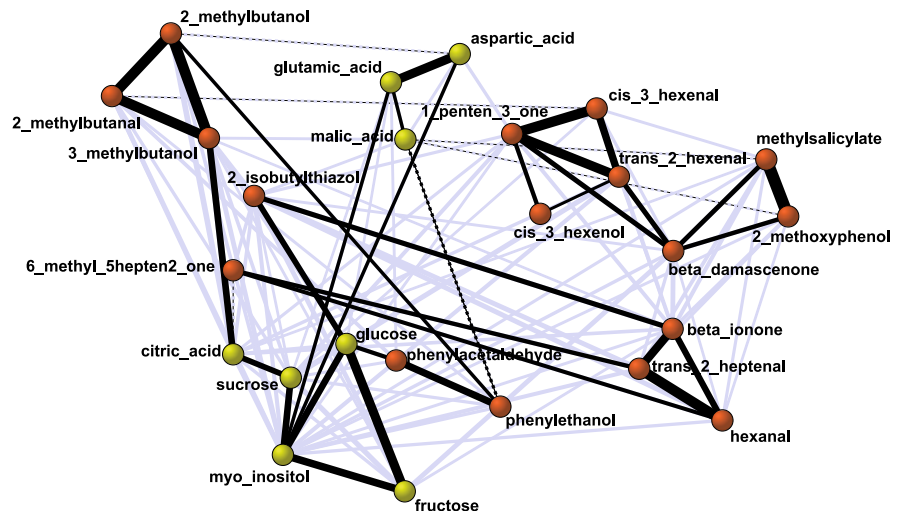 2_methylbutanol
aspartic_acid
glutamic_acid
2_methylbutanal
cis_3_hexenal
1_penten_3_one
malic_acid
3_methylbutanol
methylsalicylate
trans_2_hexenal
2_isobutylthiazol
cis_3_hexenol
2_methoxyphenol
6_methyl_5hepten2_one
beta_damascenone
glucose
beta_ionone
citric_acid
phenylacetaldehyde
trans_2_heptenal
sucrose
phenylethanol
hexanal
myo_inositol
fructose